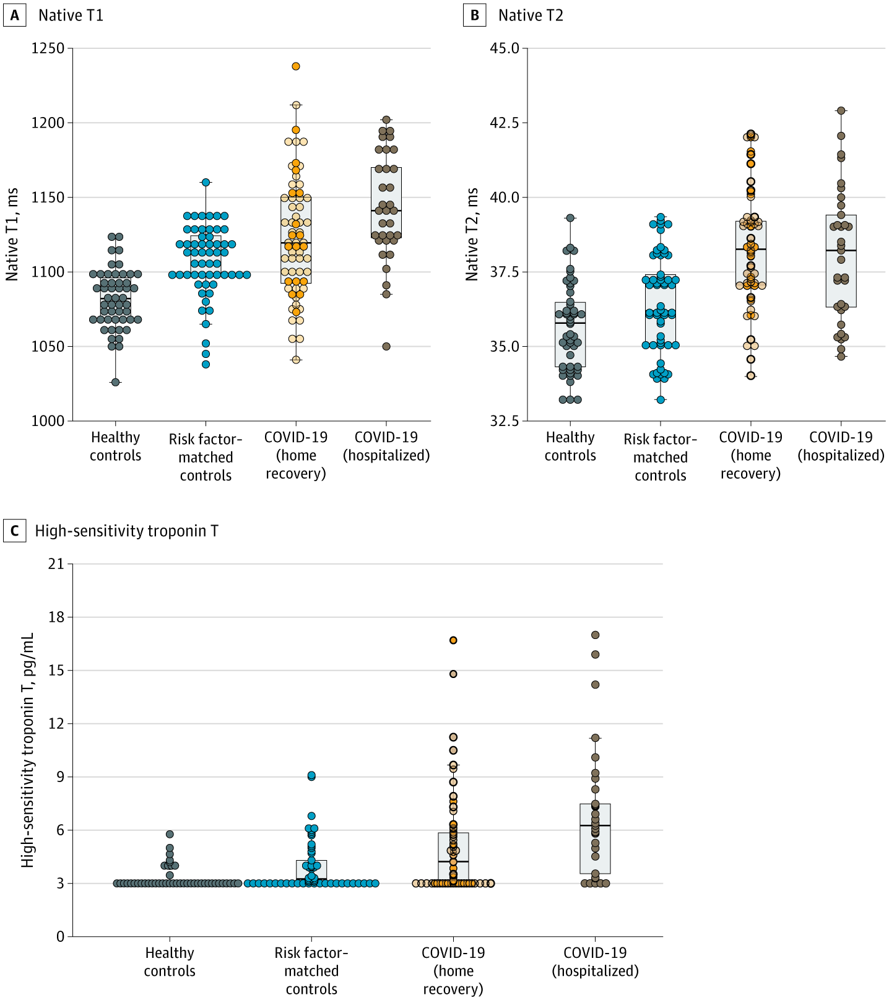 A Native T1
1250
1200
1150
1100
1050
1000
Native T1, ms
Healthy
controls
Risk factor–
matched
controls
COVID-19
(home
recovery)
COVID-19
(hospitalized)
B Native T2
45.0
42.5
40.0
37.5
35.0
32.5
Native T2, ms
Healthy
controls
Risk factor–
matched
controls
COVID-19
(home
recovery)
COVID-19
(hospitalized)
C High-sensitivity troponin T
21
18
15
12
9
6
3
0
High-sensitivity troponin T, pg/mL
Healthy
controls
Risk factor–
matched
controls
COVID-19
(home
recovery)
COVID-19
(hospitalized)